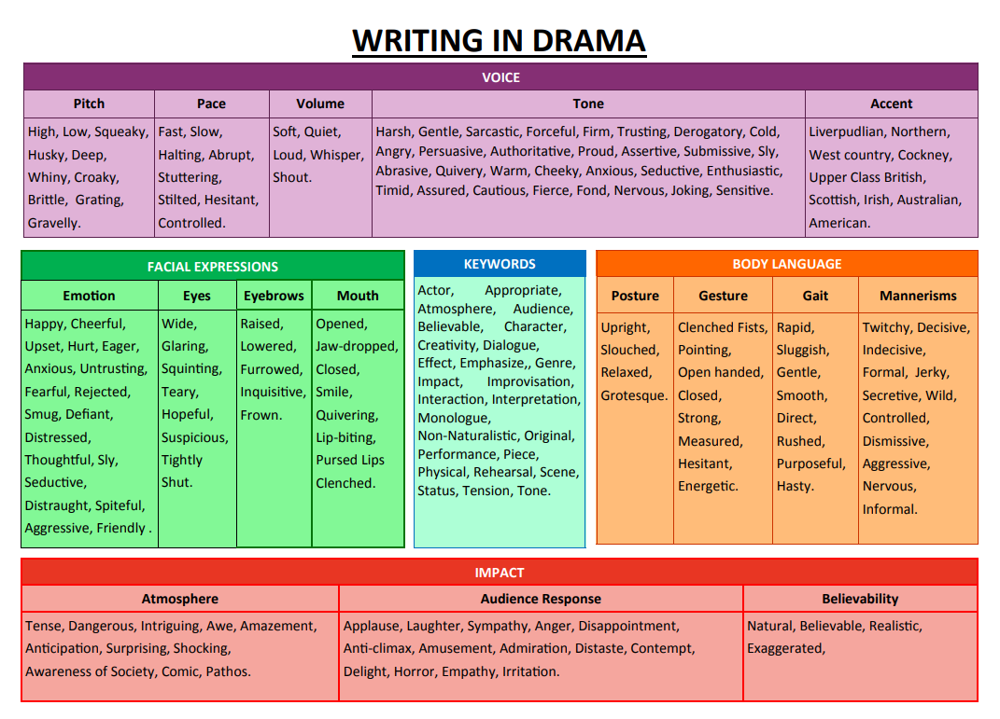 WRITING IN DRAMA
VOICE
Pitch
High, Low, Squeaky,
Husky, Deep,
Whiny, Croaky,
Brittle,  Grating,
Gravelly.
Pace
Fast, Slow,
Halting, Abrupt,
Stuttering,
Stilted, Hesitant,
Controlled.
Volume
Soft, Quiet,
Loud, Whisper,
Shout.
Tone
Harsh, Gentle, Sarcastic, Forceful, Firm, Trusting, Derogatory, Cold,
Angry, Persuasive, Authoritative, Proud, Assertive, Submissive, Sly,
Abrasive, Quivery, Warm, Cheeky, Anxious, Seductive, Enthusiastic,
Timid, Assured, Cautious, Fierce, Fond, Nervous, Joking, Sensitive.
Accent
Liverpudlian, Northern,
West country, Cockney,
Upper Class British,
Scottish, Irish, Australian,
American.
FACIAL EXPRESSIONS
Emotion
Happy, Cheerful,
Upset, Hurt, Eager,
Anxious, Untrusting,
Fearful, Rejected,
Smug, Defiant,
Distressed,
Thoughtful, Sly,
Seductive,
Distraught, Spiteful,
Aggressive, Friendly .
Eyes
Wide,
Glaring,
Squinting,
Teary,
Hopeful,
Suspicious,
Tightly
Shut.
Eyebrows
Raised,
Lowered,
Furrowed,
Inquisitive,
Frown.
Mouth
Opened,
Jaw-dropped,
Closed,
Smile,
Quivering,
Lip-biting,
Pursed Lips
Clenched.
KEYWORDS
Actor, Appropriate,
Atmosphere, Audience,
Believable, Character,
Creativity, Dialogue,
Effect, Emphasize,, Genre,
Impact, Improvisation,
Interaction, Interpretation,
Monologue,
Non-Naturalistic, Original,
Performance, Piece,
Physical, Rehearsal, Scene,
Status, Tension, Tone.
BODY LANGUAGE
Posture
Upright,
Slouched,
Relaxed,
Grotesque.
Gesture
Clenched Fists,
Pointing,
Open handed,
Closed,
Strong,
Measured,
Hesitant,
Energetic.
Gait
Rapid,
Sluggish,
Gentle,
Smooth,
Direct,
Rushed,
Purposeful,
Hasty.
Mannerisms
Twitchy, Decisive,
Indecisive,
Formal,  Jerky,
Secretive, Wild,
Controlled,
Dismissive,
Aggressive,
Nervous,
Informal.
IMPACT
Atmosphere
Tense, Dangerous, Intriguing, Awe, Amazement,
Anticipation, Surprising, Shocking,
Awareness of Society, Comic, Pathos.
Audience Response
Applause, Laughter, Sympathy, Anger, Disappointment,
Anti-climax, Amusement, Admiration, Distaste, Contempt,
Delight, Horror, Empathy, Irritation.
Believability
Natural, Believable, Realistic,
Exaggerated,